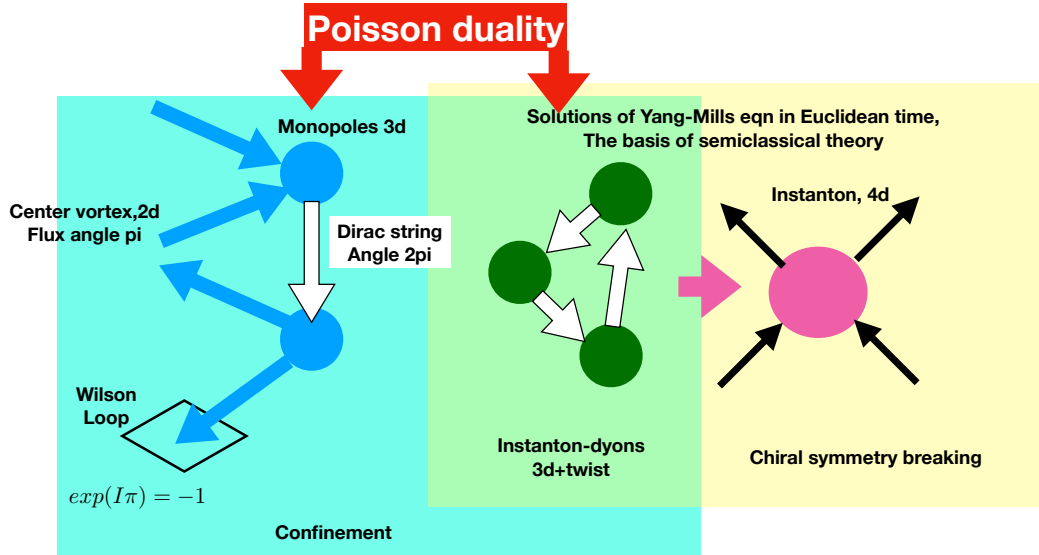 Poisson duality
Monopoles 3d
Solutions of Yang-Mills eqn in Euclidean time,
The basis of semiclassical theory
Center vortex,2d
Flux angle pi
Dirac string
Angle 2pi
Instanton, 4d
Wilson
Loop
exp(Iπ) = −1
Instanton-dyons
3d+twist
Chiral symmetry breaking
Confinement